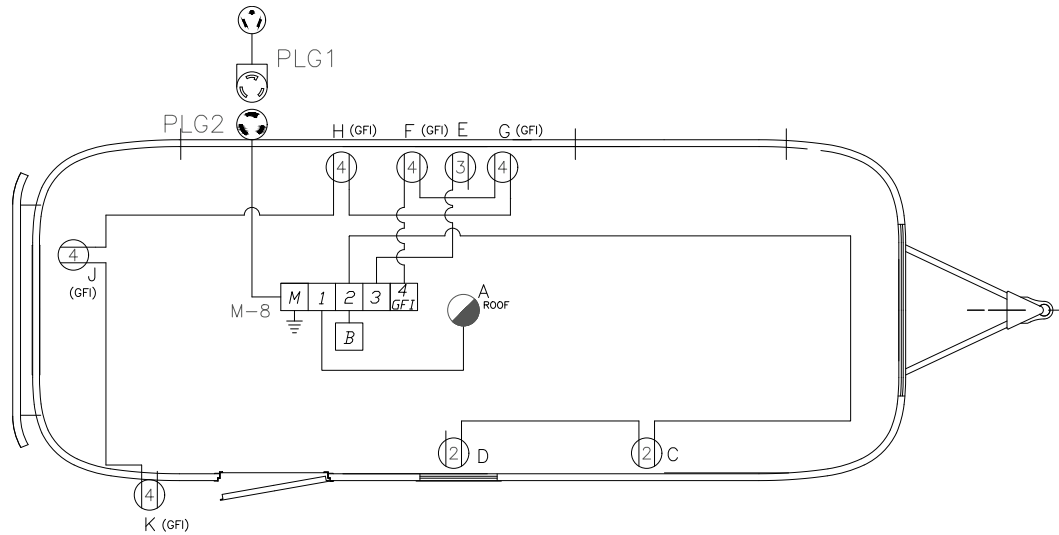 PLG1
PLG2
H (GFI) F (GFI) E G (GFI)
4 4 3 4
4
J
(GFI)
M 1 2 3 4 GFI
M-8
B
A
ROOF
2 D 2 C
4
K (GFI)